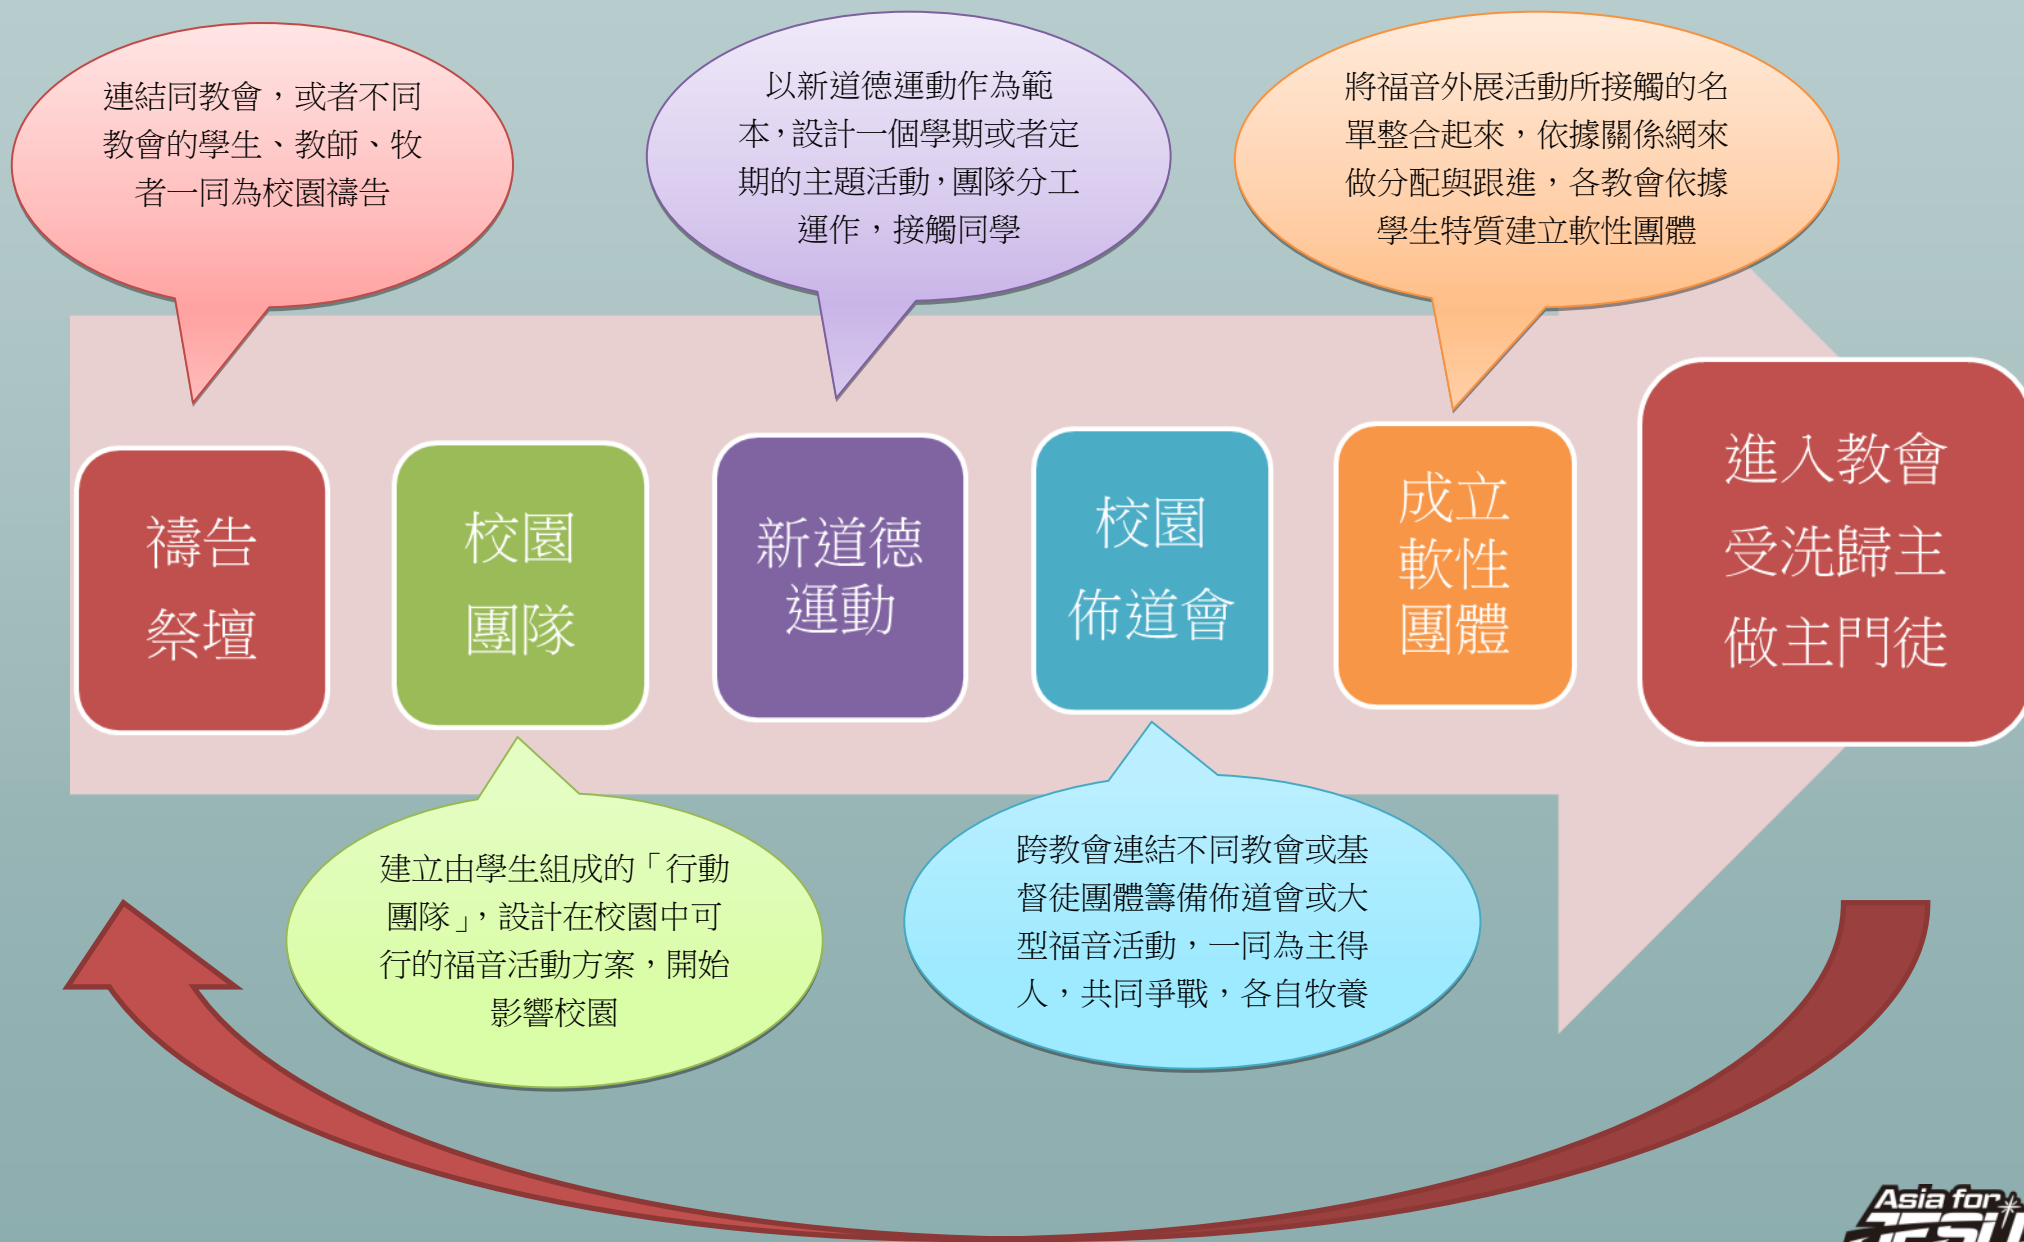 連結同教會，或者不同
教會的學生、教師、牧
者一同為校園禱告
以新道德運動作為範
本，設計一個學期或者定
期的主題活動，團隊分工
運作，接觸同學
將福音外展活動所接觸的名
單整合起來，依據關係網來
做分配與跟進，各教會依據
學生特質建立軟性團體
禱告
祭壇
校園
團隊
新道德
運動
校園
佈道會
成立
軟性
團體
進入教會
受洗歸主
做主門徒
建立由學生組成的「行動
團隊」，設計在校園中可
行的福音活動方案，開始
影響校園
跨教會連結不同教會或基
督徒團體籌備佈道會或大
型福音活動，一同為主得
人，共同爭戰，各自牧養
Asia for